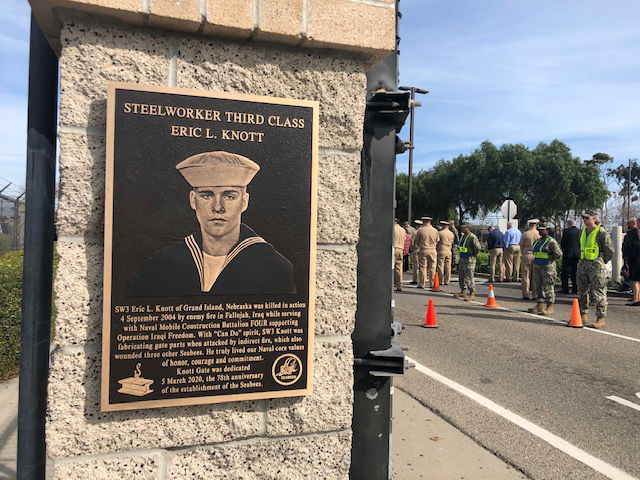 STEELWORKER THIRD CLASS
ERIC L. KNOTT
SW3 Eric L. Knott of Grand Island, Nebraska was killed in action
4 September 2004 by enemy fire in Fallujah, Iraq while serving
with Naval Mobile Construction Battalion FOUR supporting
Operation Iraqi Freedom. With "Can Do" spirit, SW3 Knott was
fabricating gate parts when attacked by indirect fire, which also
wounded three other Seabees. He truly lived our Naval core values
of honor, courage and commitment.
Knott Gate was dedicated
5 March 2020, the 78th anniversary
of the establishment of the Seabees.